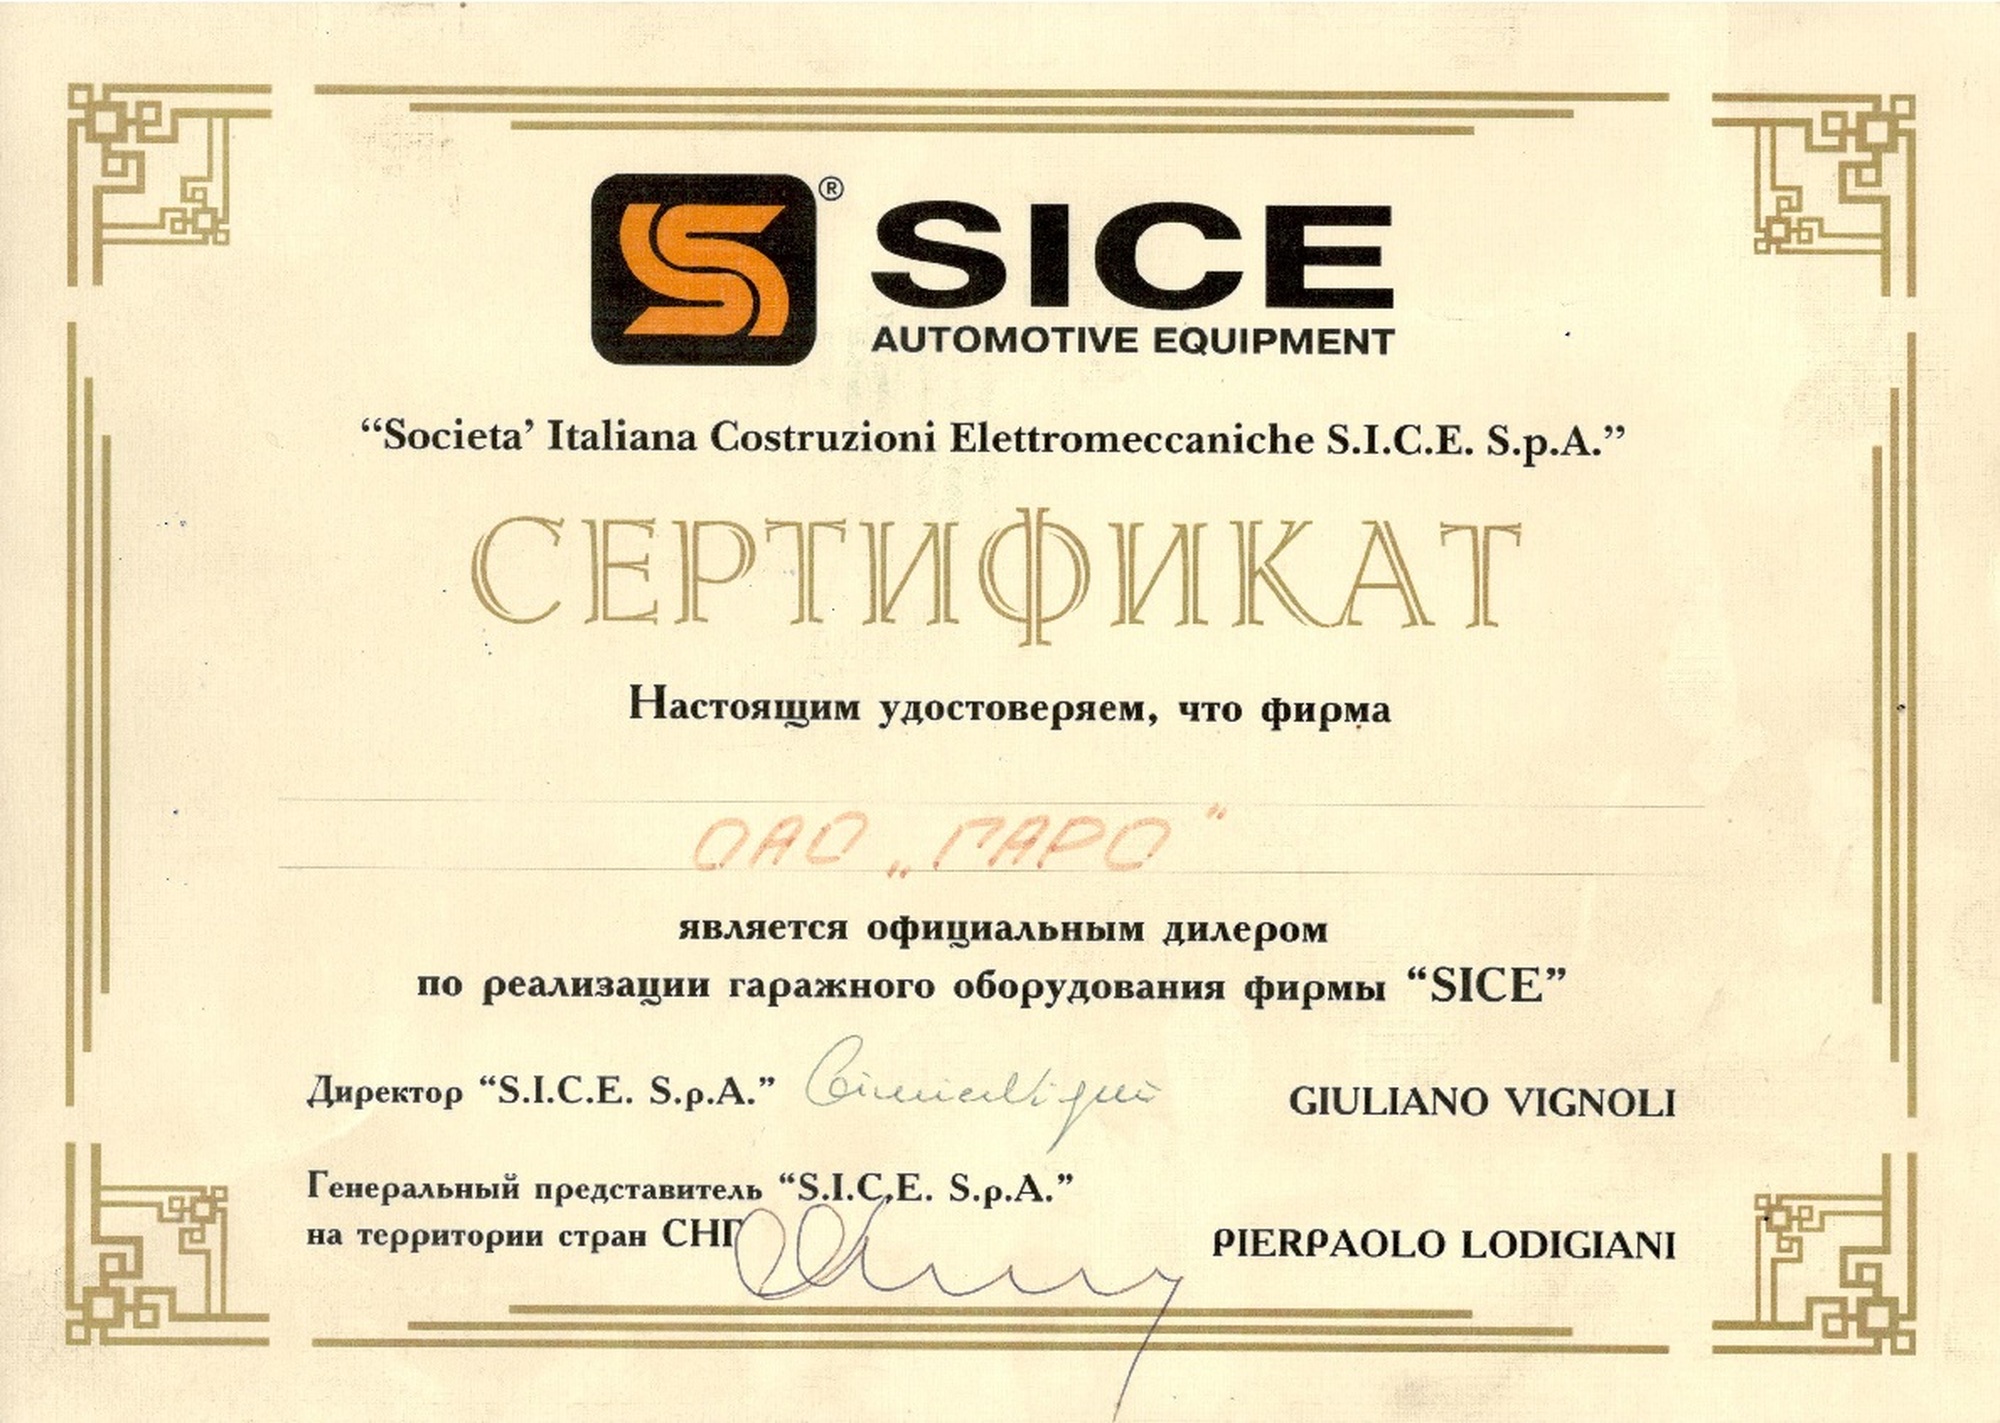 ®
SICE
AUTOMOTIVE EQUIPMENT
“Societa’ Italiana Costruzioni Elettromeccaniche S.I.C.E. S.p.A.”
СЕРТИФИКАТ
Настоящим удостоверяем, что фирма
ОАО „ГАРО”
является официальным дилером
по реализации гаражного оборудования фирмы “SICE”
Директор “S.I.C.E. S.p.A.” GIULIANO VIGNOLI
Генеральный представитель “S.I.C.E. S.p.A.”
на территории стран СНГ PIERPAOLO LODIGIANI